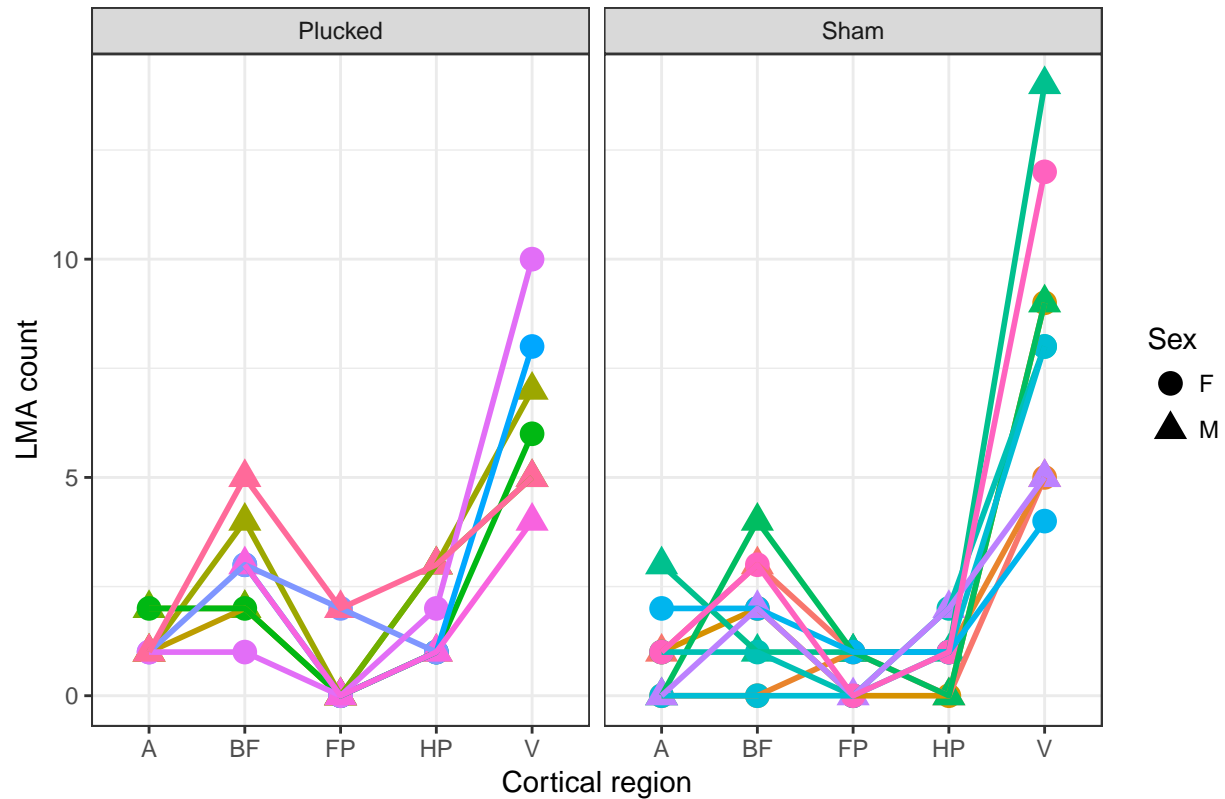 Plucked Sham
LMA count
10
5
0
A BF FP HP V A BF FP HP V
Cortical region
Sex
F
M